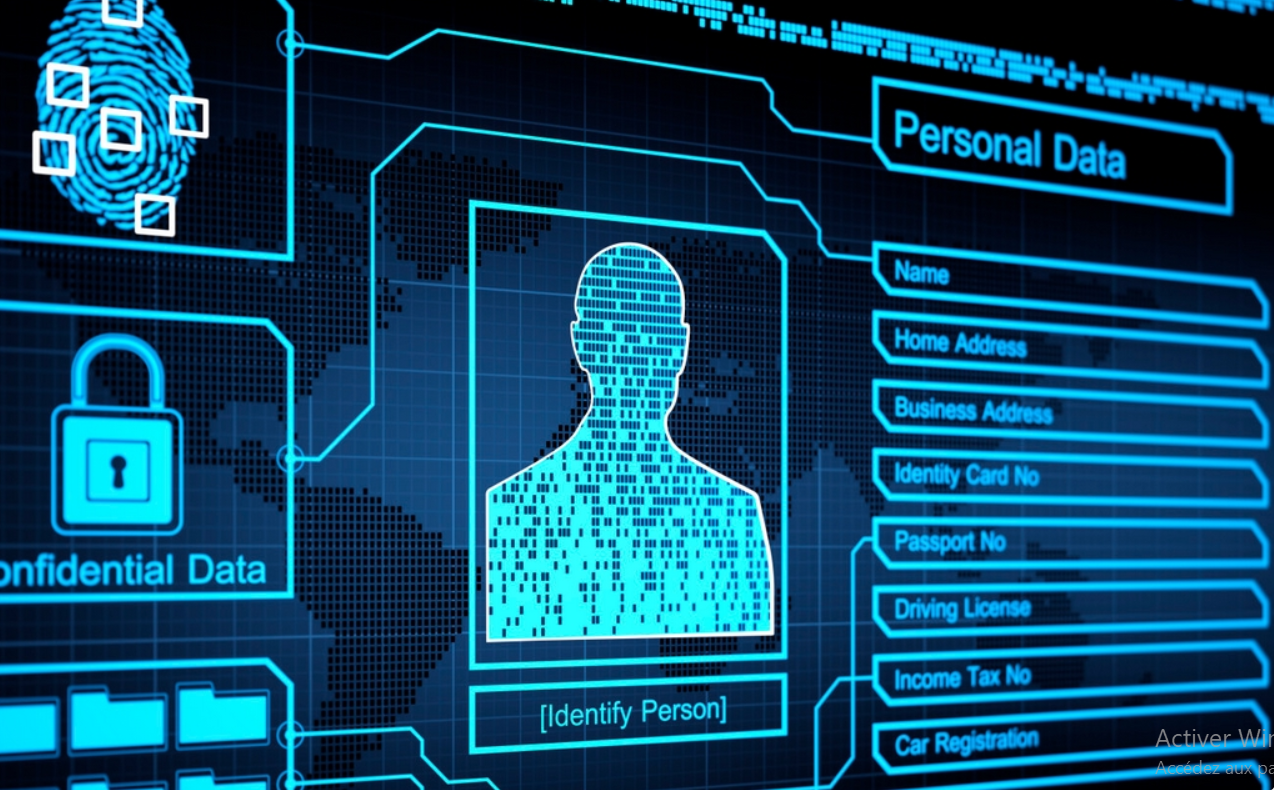 Personal Data
Name
Home Address
Business Address
Identity Card No
Passport No
Driving License
Income Tax No
Car Registration
onfidential Data
[Identify Person]
Activer Wi
Accédez aux pa